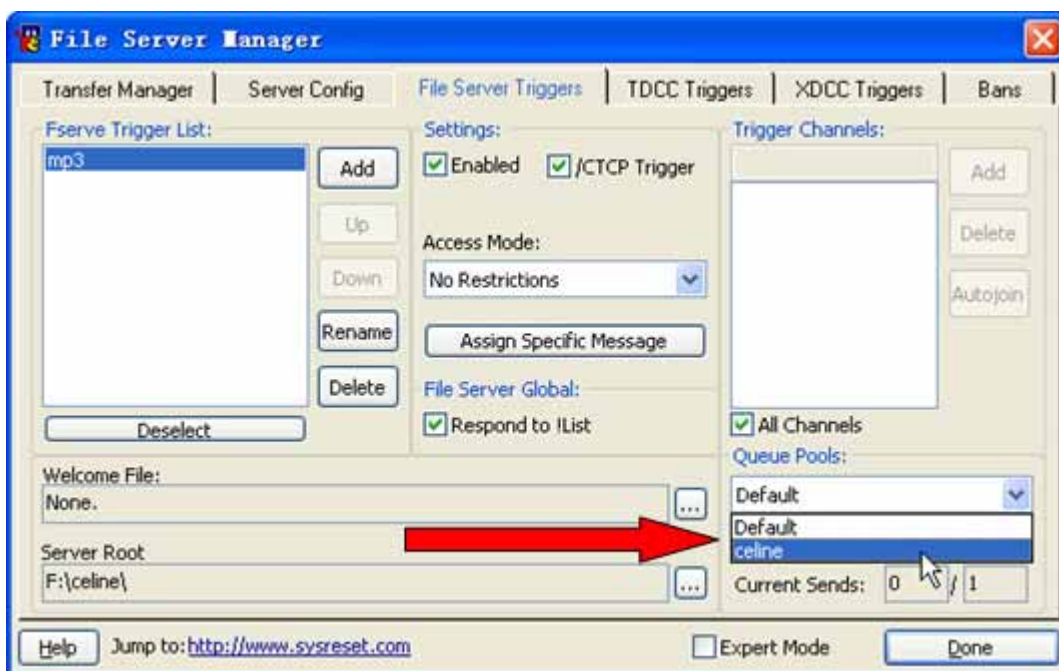 File Server Manager
Transfer Manager Server Config File Server Triggers TDCC Triggers XDCC Triggers Bans
Fserve Trigger List:
mp3
Add
Up
Down
Rename
Delete
Deselect
Settings:
Enabled /CTCP Trigger
Access Mode:
No Restrictions
Assign Specific Message
File Server Global:
Respond to !List
Trigger Channels:
Add
Delete
Autojoin
All Channels
Welcome File:
None.
...
Server Root
F:\celine\
...
Queue Pools:
Default
Default
celine
Current Sends: 0 / 1
Help Jump to: http://www.sysreset.com Expert Mode Done